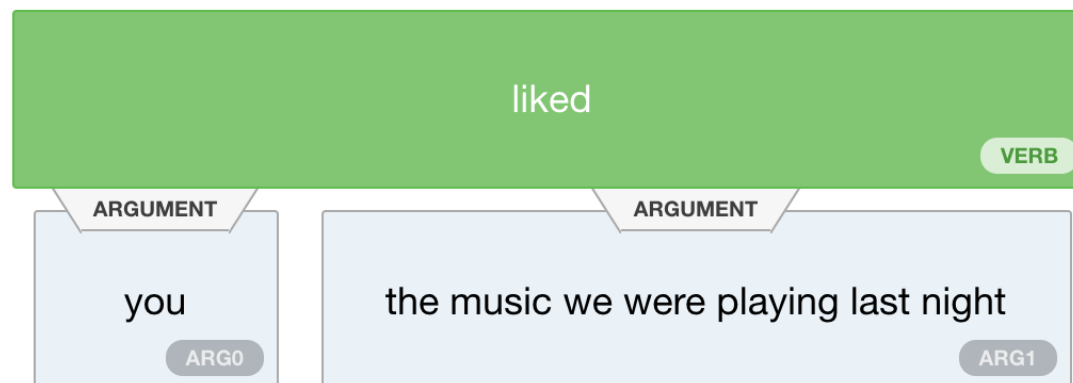 liked
VERB
ARGUMENT ARGUMENT
you the music we were playing last night
ARG0 ARG1